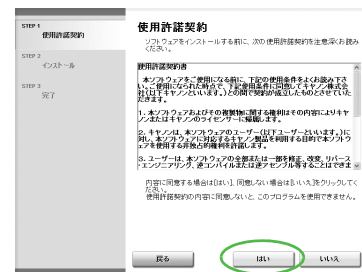 STEP 1
使用許諾契約
STEP 2
インストール
STEP 3
完了
使用許諾契約
ソフトウェアをインストールする前に、次の使用許諾契約を注意深くお読み
ください。
使用許諾契約書
本ソフトウェアをご使用になる前に、下記の使用条件をよくお読み下さ
い。ご使用になられた時点で、下記使用条件に同意してキヤノン株式会
社(以下キヤノンといいます。)との間で契約が成立したものとさせていた
だきます。
1. 本ソフトウェアおよびその複製物に関する権利はその内容によりキヤ
ノンまたはキヤノンのライセンサーに帰属します。
2. キヤノンは、本ソフトウェアのユーザー(以下ユーザーといいます。)に
対し、本ソフトウェアに対応するキヤノン製品を利用する目的で本ソフトウ
ェアを使用する非独占的権利を許諾します。
3. ユーザーは、本ソフトウェアの全部または一部を修正、改変、リバース
・エンジニアリング、逆コンパイルまたは逆アセンブル等することはできま
内容に同意する場合は[はい]、同意しない場合は[いいえ]をクリックしてく
ださい。
使用許諾契約の内容に同意しないと、このプログラムを使用できません。
戻る
はい
いいえ